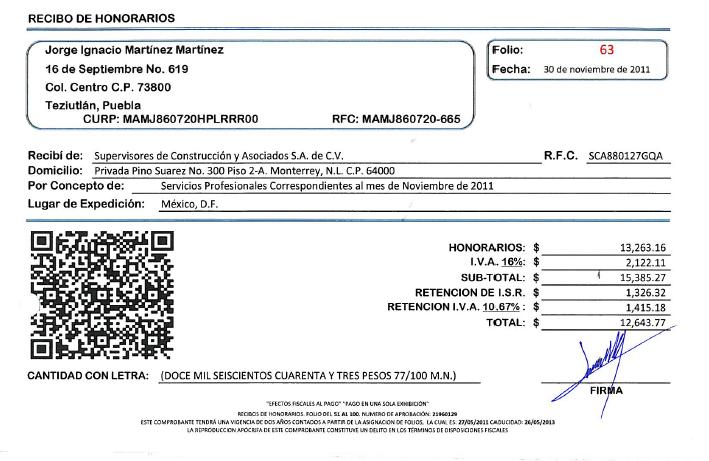 RECIBO DE HONORARIOS
Jorge Ignacio Martínez Martínez
16 de Septiembre No. 619
Col. Centro C.P. 73800
Teziutlán, Puebla
CURP: MAMJ860720HPLRRR00 RFC: MAMJ860720-665
Folio: 63
Fecha: 30 de noviembre de 2011
Recibí de: Supervisores de Construcción y Asociados S.A. de C.V. R.F.C. SCA880127GQA
Domicilio: Privada Pino Suarez No. 300 Piso 2-A. Monterrey, N.L. C.P. 64000
Por Concepto de: Servicios Profesionales Correspondientes al mes de Noviembre de 2011
Lugar de Expedición: México, D.F.
HONORARIOS: $ 13,263.16
I.V.A. 16%: $ 2,122.11
SUB-TOTAL: $ 15,385.27
RETENCION DE I.S.R. $ 1,326.32
RETENCION I.V.A. 10.67% : $ 1,415.18
TOTAL: $ 12,643.77
CANTIDAD CON LETRA: (DOCE MIL SEISCIENTOS CUARENTA Y TRES PESOS 77/100 M.N.)
FIRMA
"EFECTOS FISCALES AL PAGO" "PAGO EN UNA SOLA EXHIBICIÓN"
RECIBOS DE HONORARIOS. FOLIO DEL 51 AL 100. NUMERO DE APROBACIÓN: 21960129
ESTE COMPROBANTE TENDRÁ UNA VIGENCIA DE DOS AÑOS CONTADOS A PARTIR DE LA ASIGNACION DE FOLIOS, LA CUAL ES: 27/05/2011 CADUCIDAD: 26/05/2013
LA REPRODUCCION APÓCRIFA DE ESTE COMPROBANTE CONSTITUYE UN DELITO EN LOS TÉRMINOS DE DISPOSICIONES FISCALES